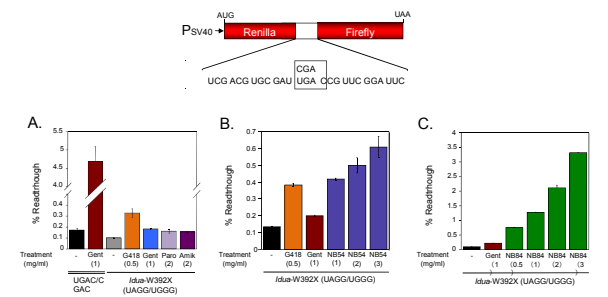 AUG UAA
PSV40 Renilla Firefly
CGA
UCG ACG UGC GAU UGA CCG UUC GGA UUC
A.
5.5
5.0
4.5
4.0
0.4
0.3
0.2
0.1
0
% Readtrhough
Treatment (mg/ml)
- Gent (1) - G418 (0.5) Gent (1) Paro (2) Amik (2)
UGAC/C GAC
Idua-W392X (UAGG/UGGG)
B.
0.7
0.6
0.5
0.4
0.3
0.2
0.1
0
% Readtrhough
Treatment (mg/ml)
- G418 (0.5) Gent (1) NB54 (1) NB54 (2) NB54 (3)
Idua-W392X (UAGG/UGGG)
C.
4
3.5
3
2.5
2
1.5
1
.5
0
% Readtrhough
Treatment (mg/ml)
- Gent (1 NB84 )(0.5 NB84 )(1) NB84 (2 NB84 )(3
Idua-W392X (UAGG/UGGG)